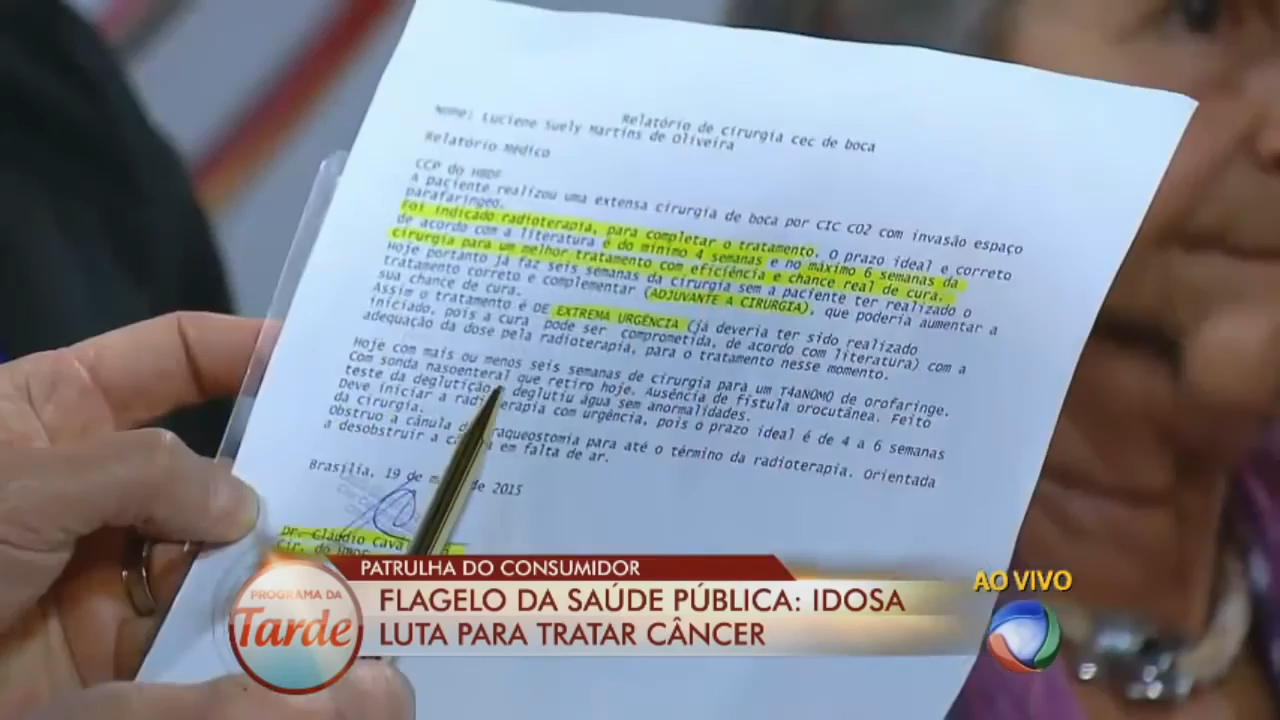 Relatório de cirurgia cec de boca
Nome: Luciene Suely Martins de Oliveira
Relatório Médico
CCP do HBDF
A paciente realizou uma extensa cirurgia de boca por CIC C02 com invasão espaço
parafaríngeo.
Foi indicado radioterapia, para completar o tratamento. O prazo ideal e correto
de acordo com a literatura é do mínimo 4 semanas e no máximo 6 semanas da
cirurgia para um melhor tratamento com eficiência e chance real de cura.
Hoje portanto já faz seis semanas da cirurgia sem a paciente ter realizado o
tratamento correto e complementar (ADJUVANTE A CIRURGIA), que poderia aumentar a
sua chance de cura.
Assim o tratamento é DE EXTREMA URGÊNCIA (já deveria ter sido realizado
iniciado, pois a cura pode ser comprometida, de acordo com literatura) com a
adequação da dose pela radioterapia, para o tratamento nesse momento.
Hoje com mais ou menos seis semanas de cirurgia para um T4aN0M0 de orofaringe.
Com sonda nasoenteral que retiro hoje. Ausência de fístula orocutânea. Feito
teste da deglutição deglutiu água sem anormalidades.
Deve iniciar a radioterapia com urgência, pois o prazo ideal é de 4 a 6 semanas
da cirurgia.
Obstruo a cânula traqueostomia para até o término da radioterapia. Orientada
a desobstruir a em falta de ar.
Brasília, 19 de de 2015
Dr. Cláudio
Cir. do
PATRULHA DO CONSUMIDOR
PROGRAMA DA
Tarde
FLAGELO DA SAÚDE PÚBLICA: IDOSA
LUTA PARA TRATAR CÂNCER
AO VIVO